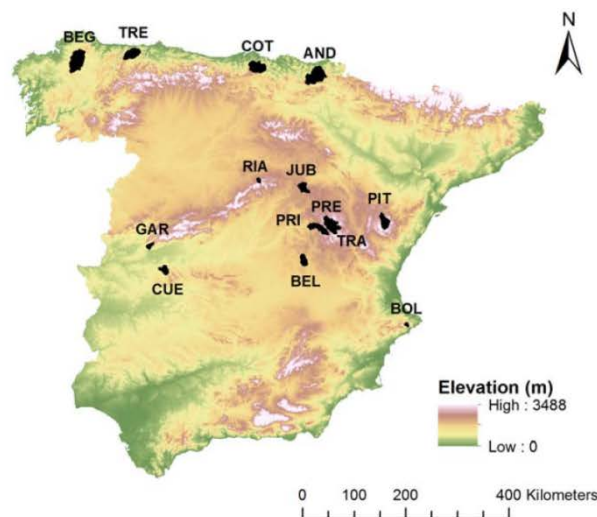 N
BEG
TRE
COT
AND
RIA
JUB
PRE
PIT
PRI
GAR
TRA
CUE
BEL
BOL
Elevation (m)
High : 3488
Low : 0
0 100 200 400 Kilometers